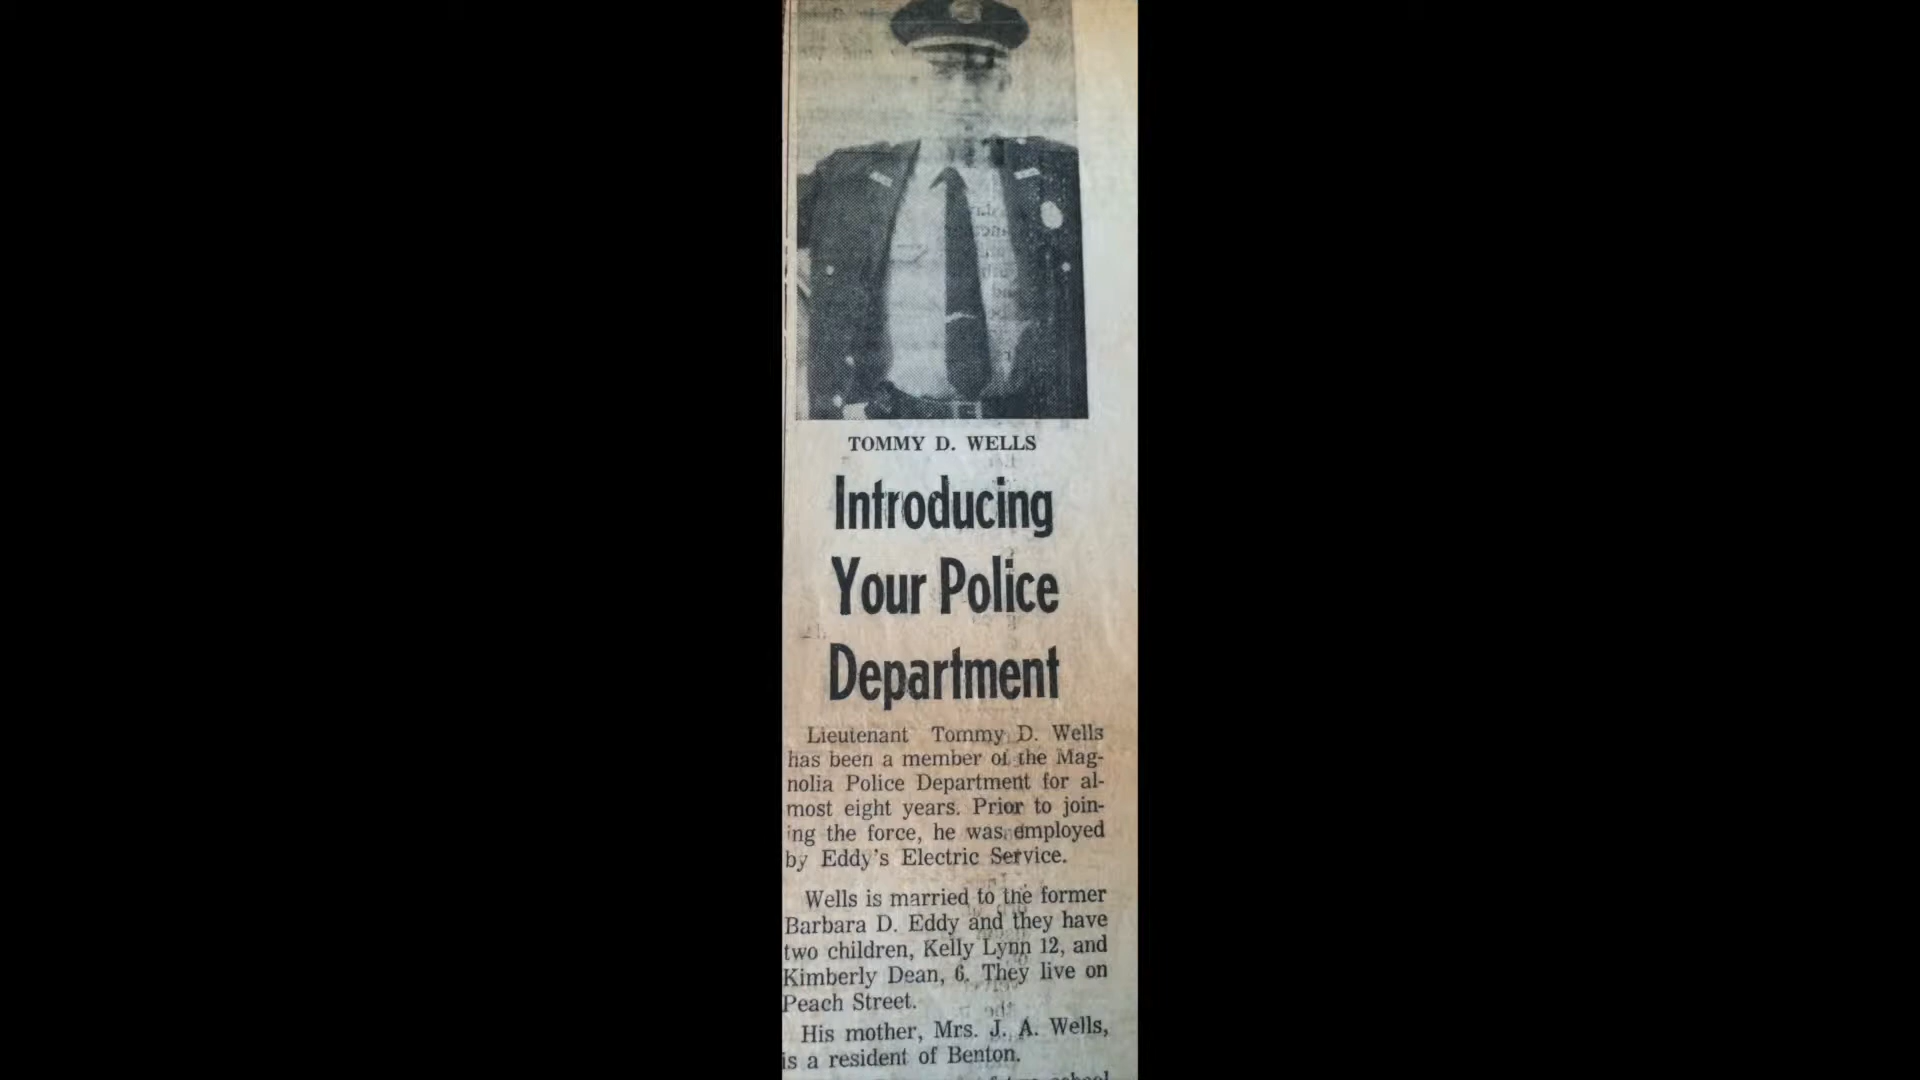 TOMMY D. WELLS
Introducing
Your Police
Department
Lieutenant Tommy D. Wells
has been a member of the Mag-
nolia Police Department for al-
most eight years. Prior to join-
ing the force, he was employed
by Eddy's Electric Service.
Wells is married to the former
Barbara D. Eddy and they have
two children, Kelly Lynn 12, and
Kimberly Dean, 6. They live on
Peach Street.
His mother, Mrs. J. A. Wells,
is a resident of Benton.
school